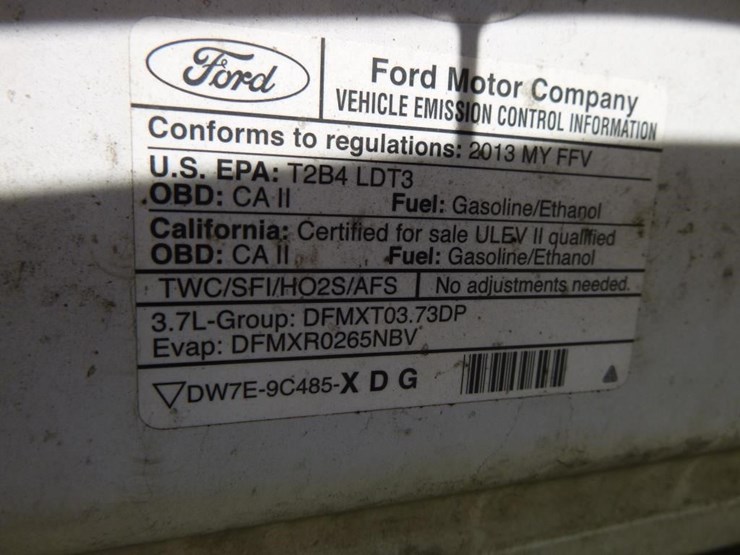 Ford
Ford Motor Company
VEHICLE EMISSION CONTROL INFORMATION
Conforms to regulations: 2013 MY FFV
U.S. EPA: T2B4 LDT3
OBD: CA II Fuel: Gasoline/Ethanol
California: Certified for sale ULEV II qualified
OBD: CA II Fuel: Gasoline/Ethanol
TWC/SFI/HO2S/AFS No adjustments needed.
3.7L-Group: DFMXT03.73DP
Evap: DFMXR0265NBV
DW7E-9C485-X D G